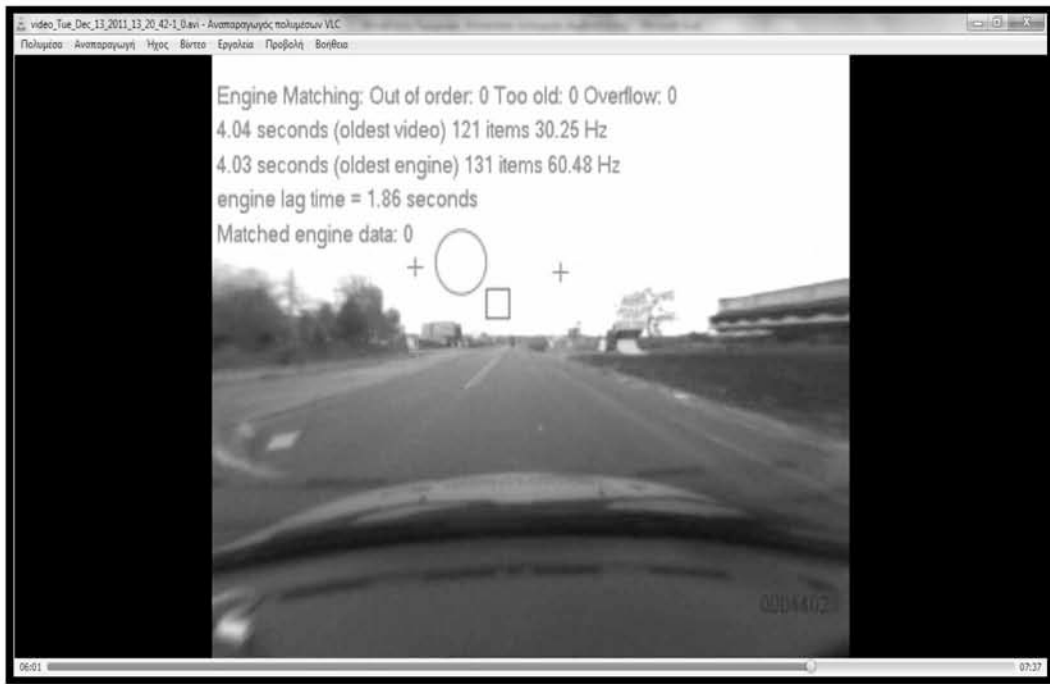 video_Tue_Dec_13_2011_13_20_42-1_0.avi - Αναπαραγωγός πολυμέσων VLC
Πολυμέσα Αναπαραγωγή Ήχος Βίντεο Εργαλεία Προβολή Βοήθεια
Engine Matching: Out of order: 0 Too old: 0 Overflow: 0
4.04 seconds (oldest video) 121 items 30.25 Hz
4.03 seconds (oldest engine) 131 items 60.48 Hz
engine lag time = 1.86 seconds
Matched engine data: 0
06:01
07:37